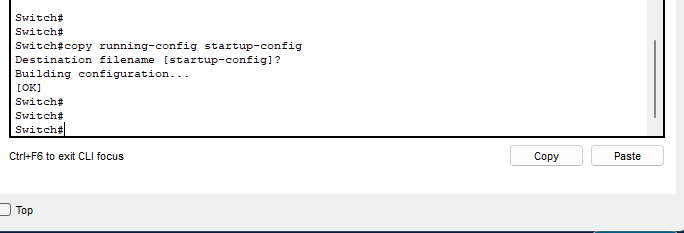 Switch#
Switch#
Switch#copy running-config startup-config
Destination filename [startup-config]?
Building configuration...
[OK]
Switch#
Switch#
Switch#
Ctrl+F6 to exit CLI focus
Copy
Paste
Top